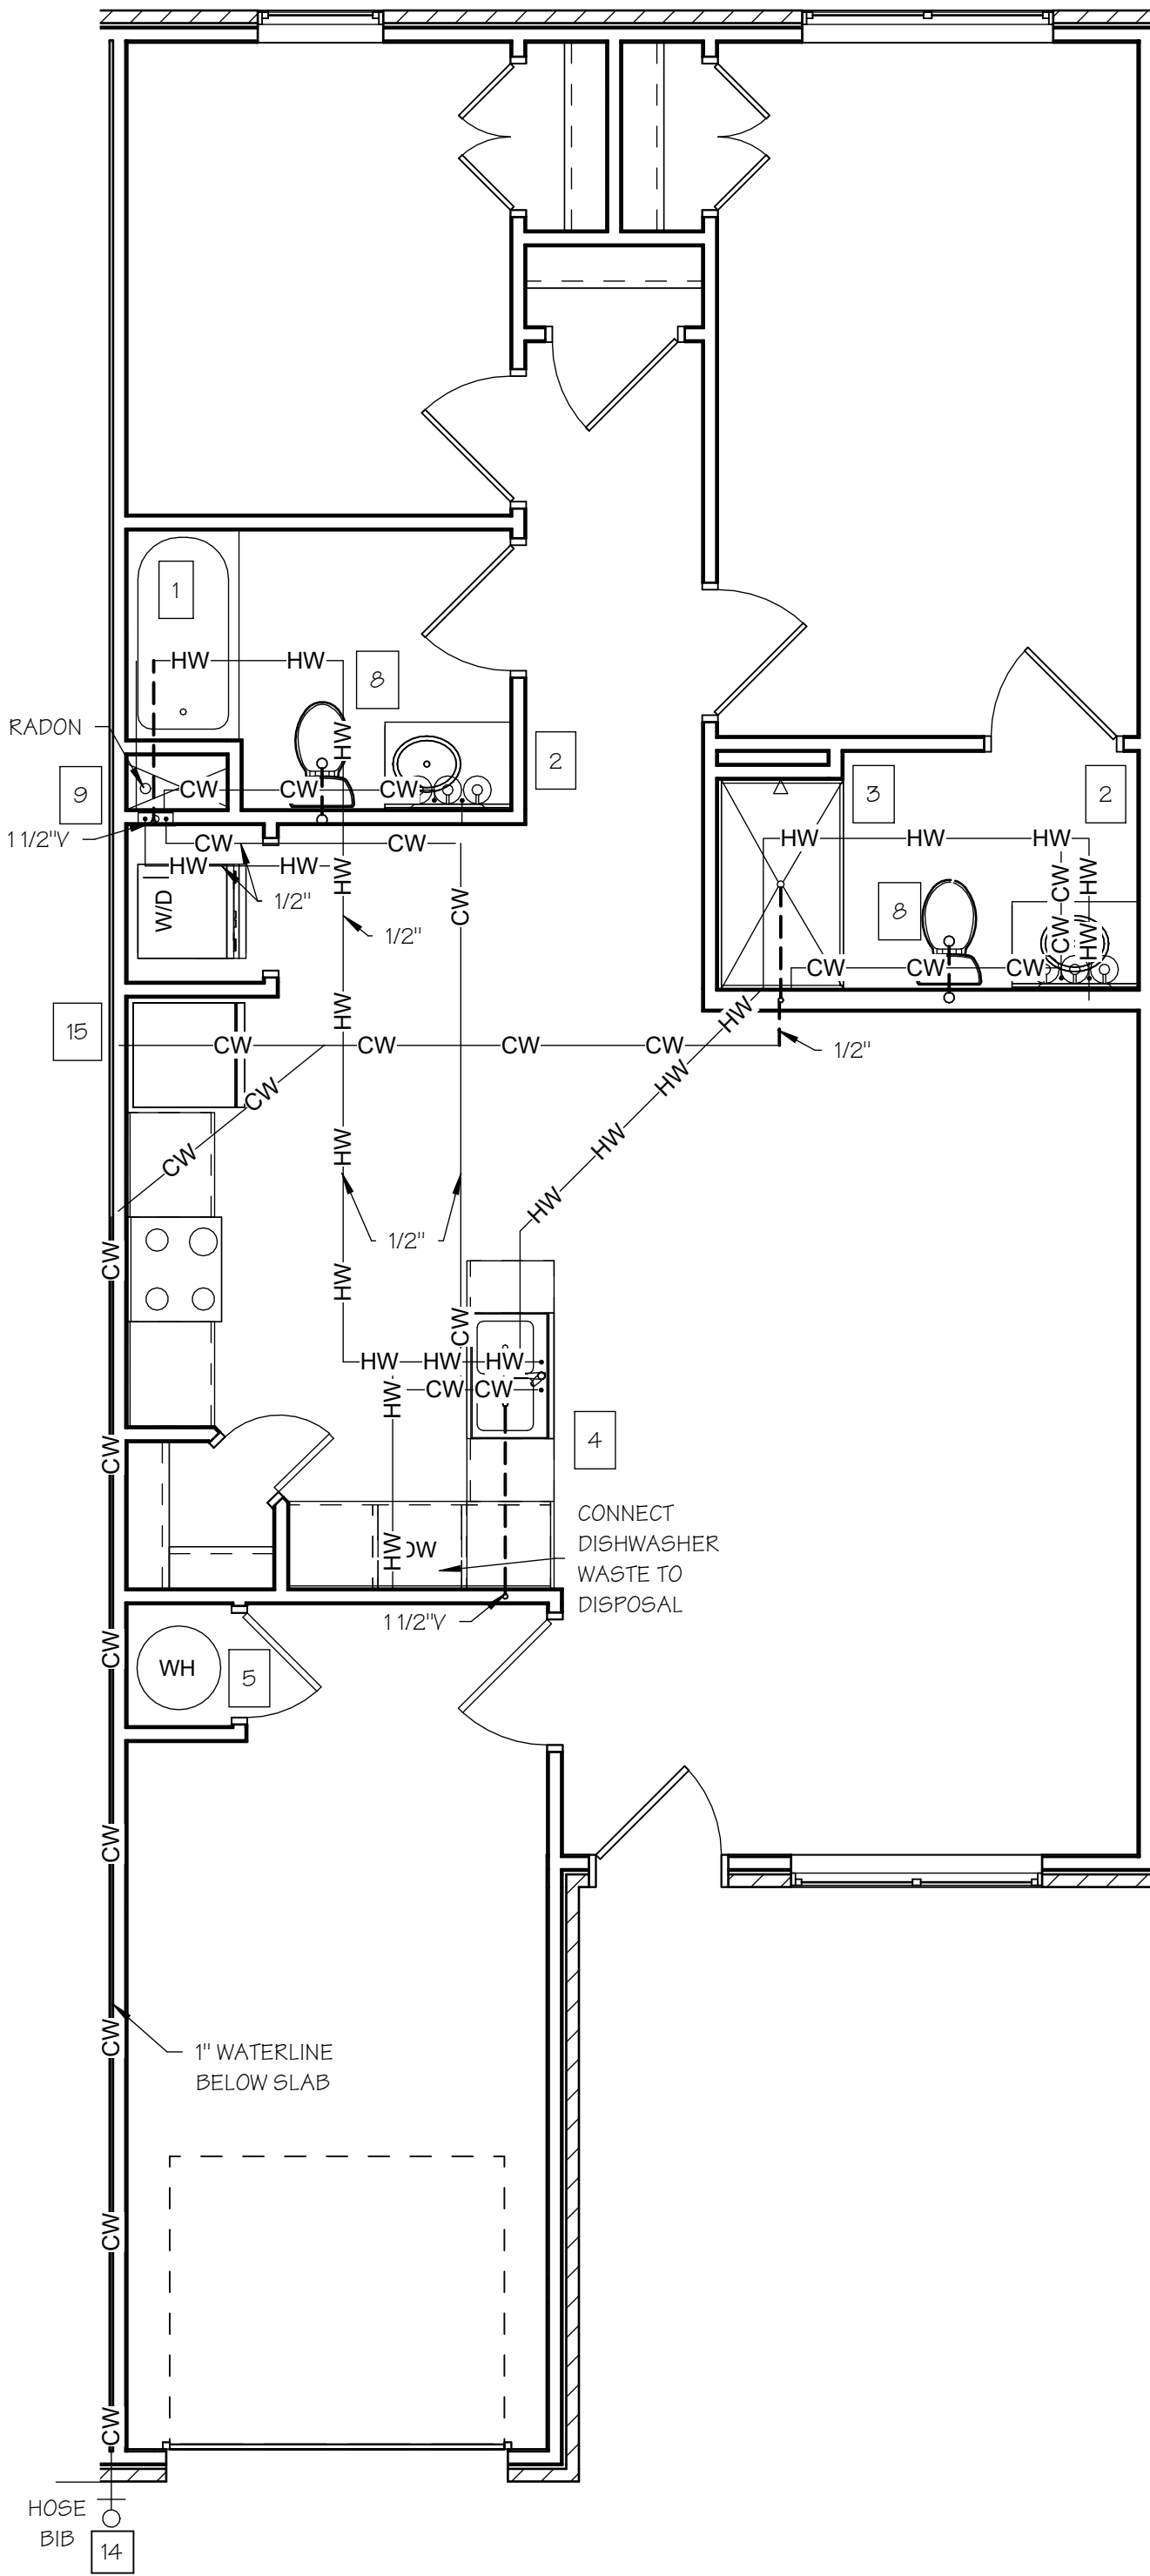 1
HW HW
8
HW
RADON
2
9
CW CW CW
3
2
1 1/2"V
CW CW
HW HW HW
HW HW
HW
CW
HW
W/D
1/2"
CW
8
1/2"
HW
CW CW CW
HW
HW
15
CW CW CW CW
1/2"
HW
CW
CW
HW
HW
HW
1/2"
CW
HW
CW
HW HW HW
HW
CW CW
4
CW
CONNECT
DISHWASHER
WASTE TO
DISPOSAL
HW
DW
1 1/2"V
CW
WH
5
CW
CW
1" WATERLINE
BELOW SLAB
CW
CW
HOSE
BIB
14